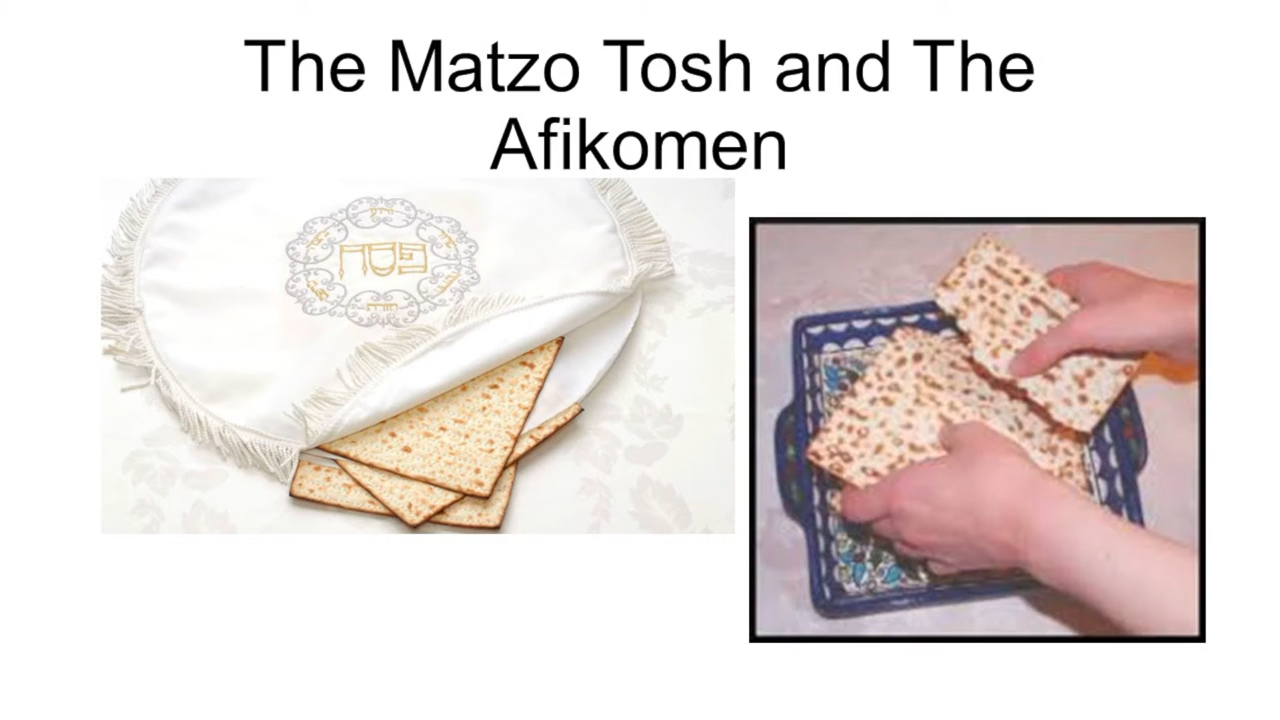 The Matzo Tosh and The
Afikomen
פסח